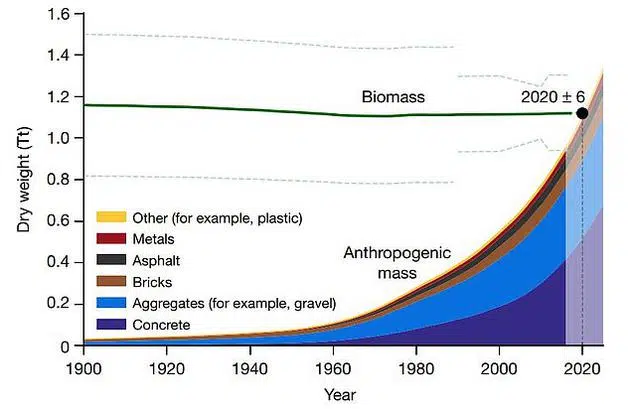 1.6
1.4
1.2
1.0
0.8
0.6
0.4
0.2
0
Dry weight (Tt)
Biomass
2020 ± 6
Anthropogenic
mass
Other (for example, plastic)
Metals
Asphalt
Bricks
Aggregates (for example, gravel)
Concrete
1900 1920 1940 1960 1980 2000 2020
Year